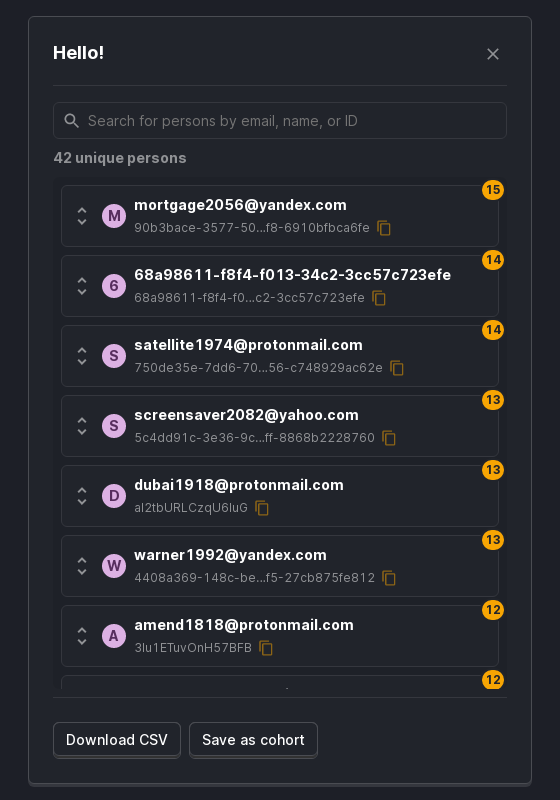 Hello!
Search for persons by email, name, or ID
42 unique persons
15
M
mortgage2056@yandex.com
90b3bace-3577-50...f8-6910bfbca6fe
14
6
68a98611-f8f4-f013-34c2-3cc57c723efe
68a98611-f8f4-f0...c2-3cc57c723efe
14
S
satellite1974@protonmail.com
750de35e-7dd6-70...56-c748929ac62e
13
S
screensaver2082@yahoo.com
5c4dd91c-3e36-9c...ff-8868b2228760
13
D
dubai1918@protonmail.com
al2tbURLCzqU6luG
13
W
warner1992@yandex.com
4408a369-148c-be...f5-27cb875fe812
12
A
amend1818@protonmail.com
3lu1ETuvOnH57BFB
12
Download CSV
Save as cohort